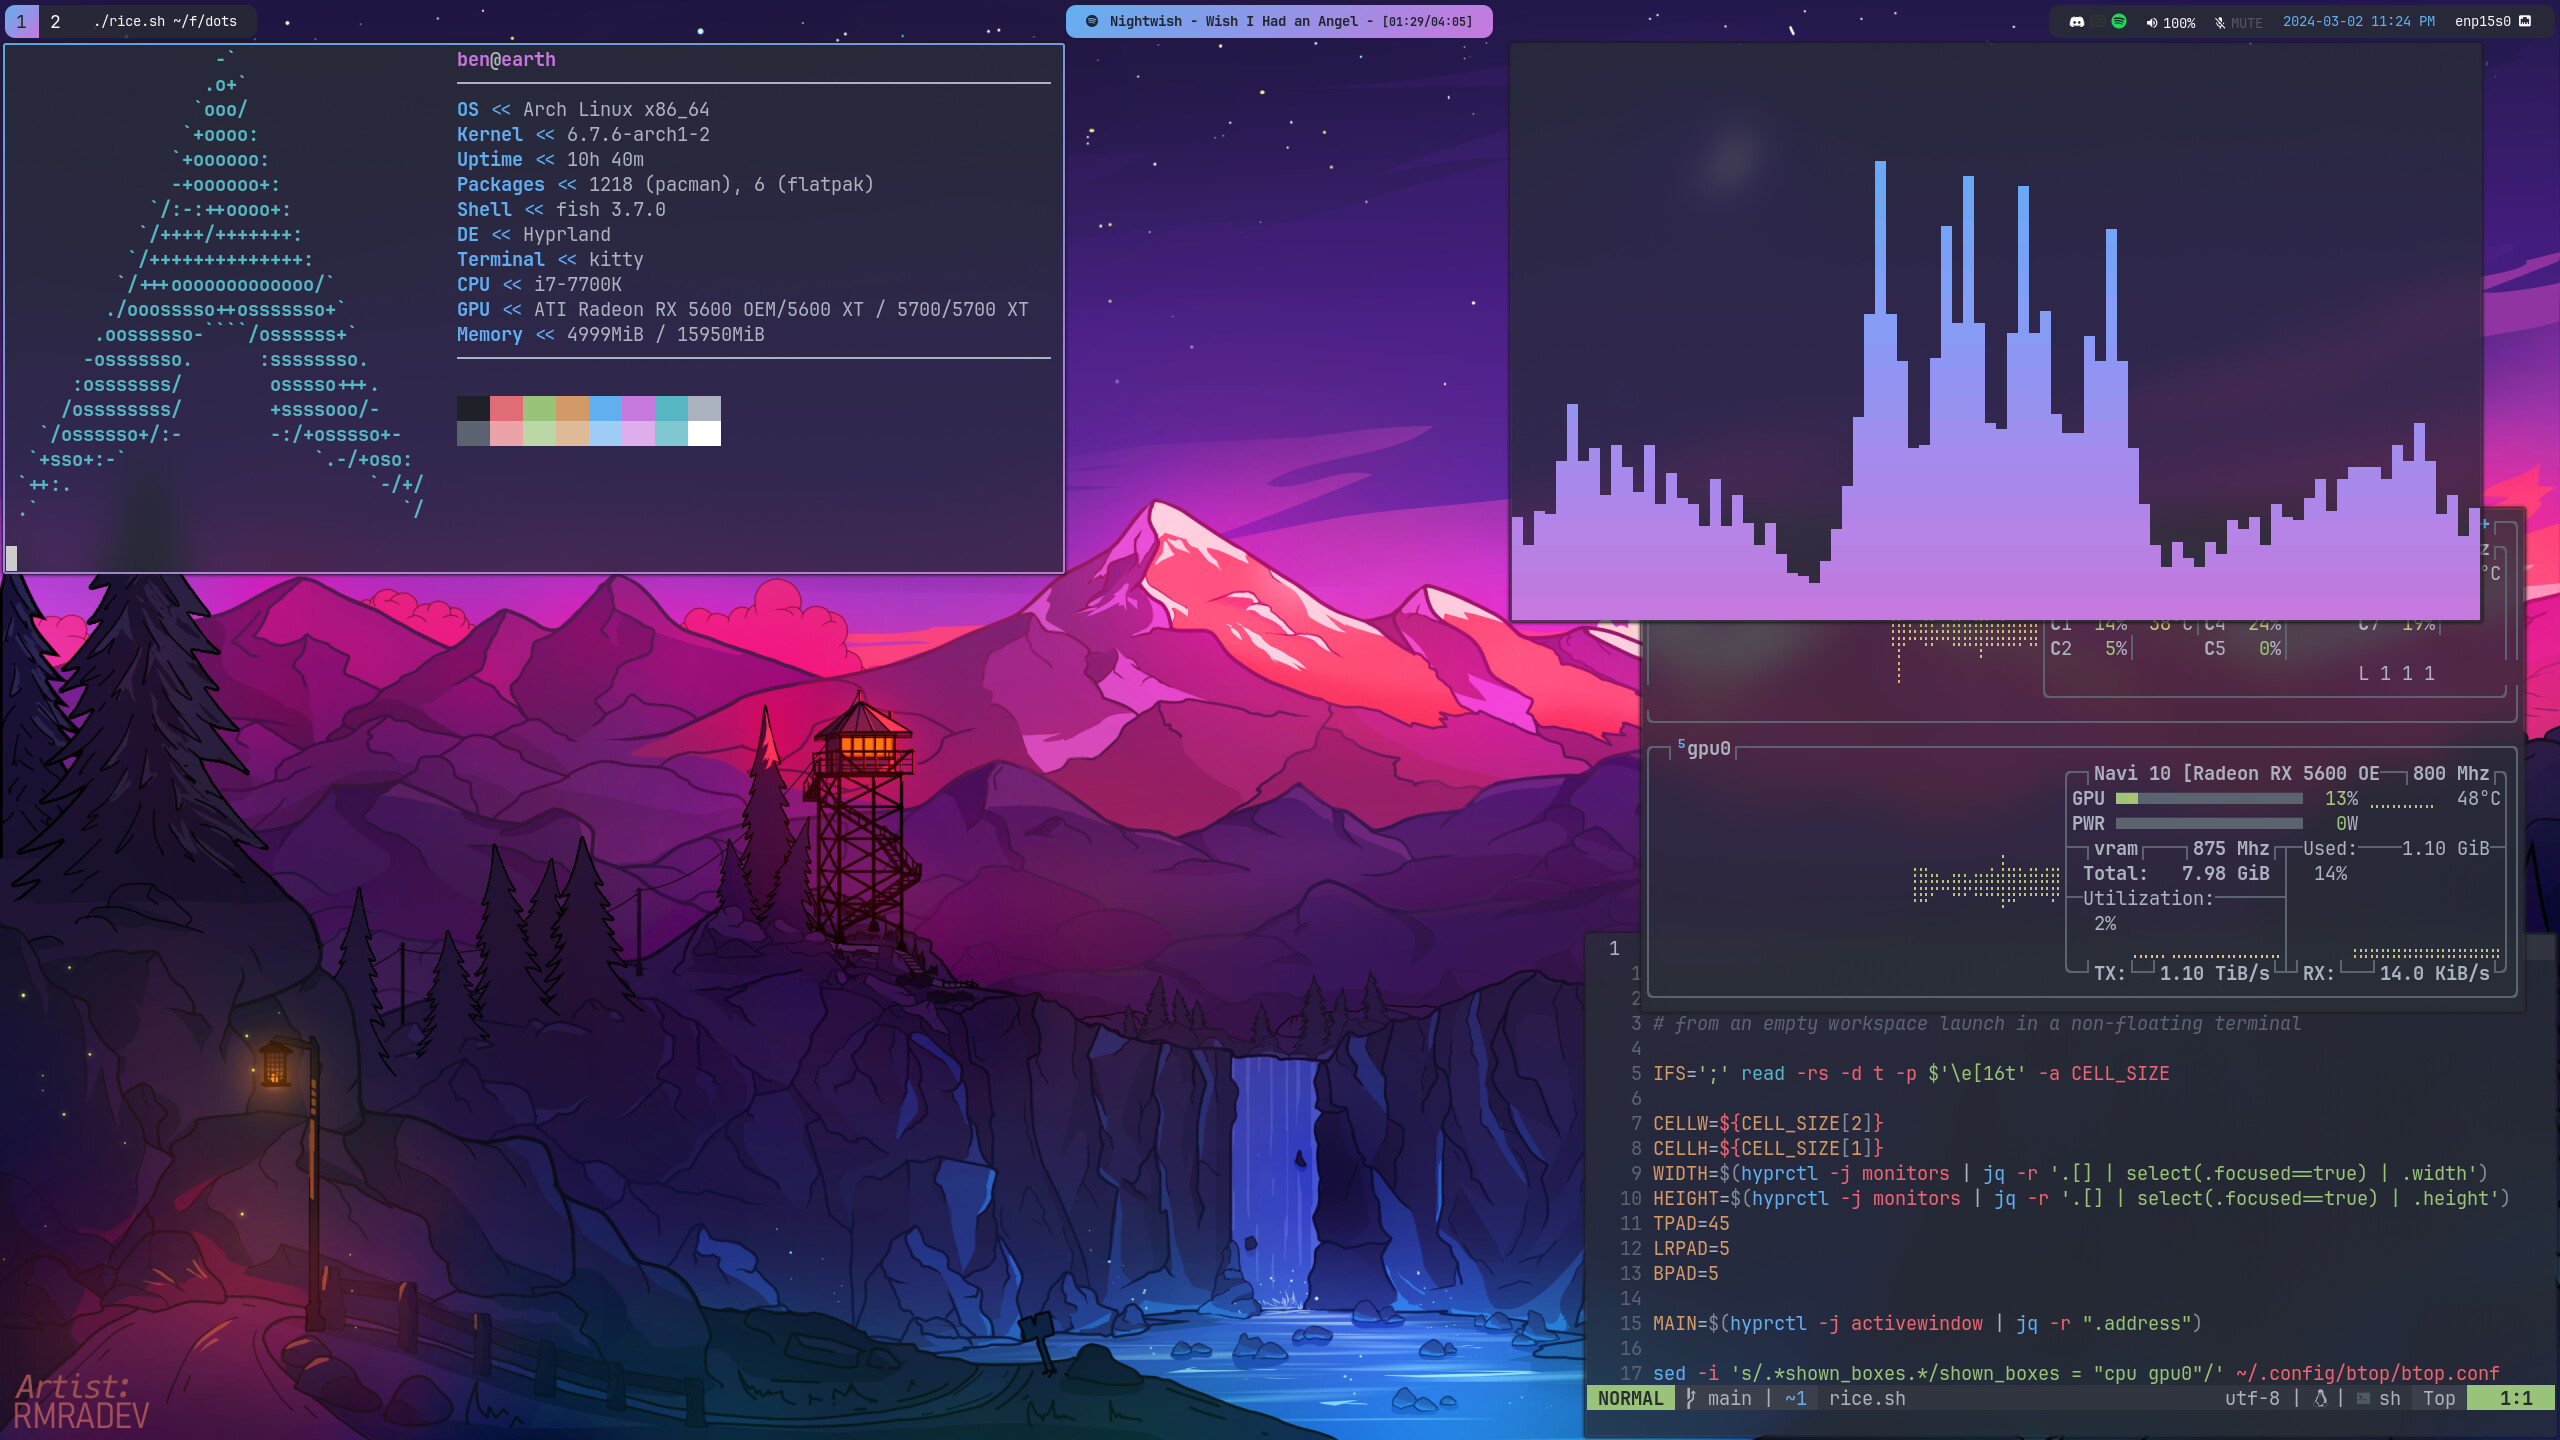 1 2 ./rice.sh ~/f/dots
Nightwish - Wish I Had an Angel - [01:29/04:05]
100% MUTE 2024-03-02 11:24 PM enp15s0
-`
.o+`
`ooo/
`+oooo:
`+oooooo:
-+oooooo+:
`/:-:++oooo+:
`/++++/+++++++:
`/++++++++++++++:
`/+++ooooooooooooo/`
./ooosssso++osssssso+`
.oossssso-````/ossssss+`
-osssssso.      :ssssssso.
:osssssss/        osssso+++.
/ossssssss/        +ssssooo/-
`/ossssso+/:-        -:/+osssso+-
`+sso+:-`                 `.-/+oso:
`++:.                           `-/+/
.`                                 `/
ben@earth
OS << Arch Linux x86_64
Kernel << 6.7.6-arch1-2
Uptime << 10h 40m
Packages << 1218 (pacman), 6 (flatpak)
Shell << fish 3.7.0
DE << Hyprland
Terminal << kitty
CPU << i7-7700K
GPU << ATI Radeon RX 5600 OEM/5600 XT / 5700/5700 XT
Memory << 4999MiB / 15950MiB
+
z
°C
C1 14% 38°C C4 24% C7 19%
C2 5% C5 0%
L 1 1 1
5gpu0
Navi 10 [Radeon RX 5600 OE 800 Mhz
GPU 13% 48°C
PWR 0W
vram 875 Mhz Used: 1.10 GiB
Total: 7.98 GiB 14%
Utilization:
2%
TX: 1.10 TiB/s RX: 14.0 KiB/s
1
1
2
3 # from an empty workspace launch in a non-floating terminal
4
5 IFS=';' read -rs -d t -p $'\e[16t' -a CELL_SIZE
6
7 CELLW=${CELL_SIZE[2]}
8 CELLH=${CELL_SIZE[1]}
9 WIDTH=$(hyprctl -j monitors | jq -r '.[] | select(.focused==true) | .width')
10 HEIGHT=$(hyprctl -j monitors | jq -r '.[] | select(.focused==true) | .height')
11 TPAD=45
12 LRPAD=5
13 BPAD=5
14
15 MAIN=$(hyprctl -j activewindow | jq -r ".address")
16
17 sed -i 's/.*shown_boxes.*/shown_boxes = "cpu gpu0"/' ~/.config/btop/btop.conf
NORMAL main | ~1 rice.sh utf-8 | | sh Top 1:1
Artist:
RMRADEV